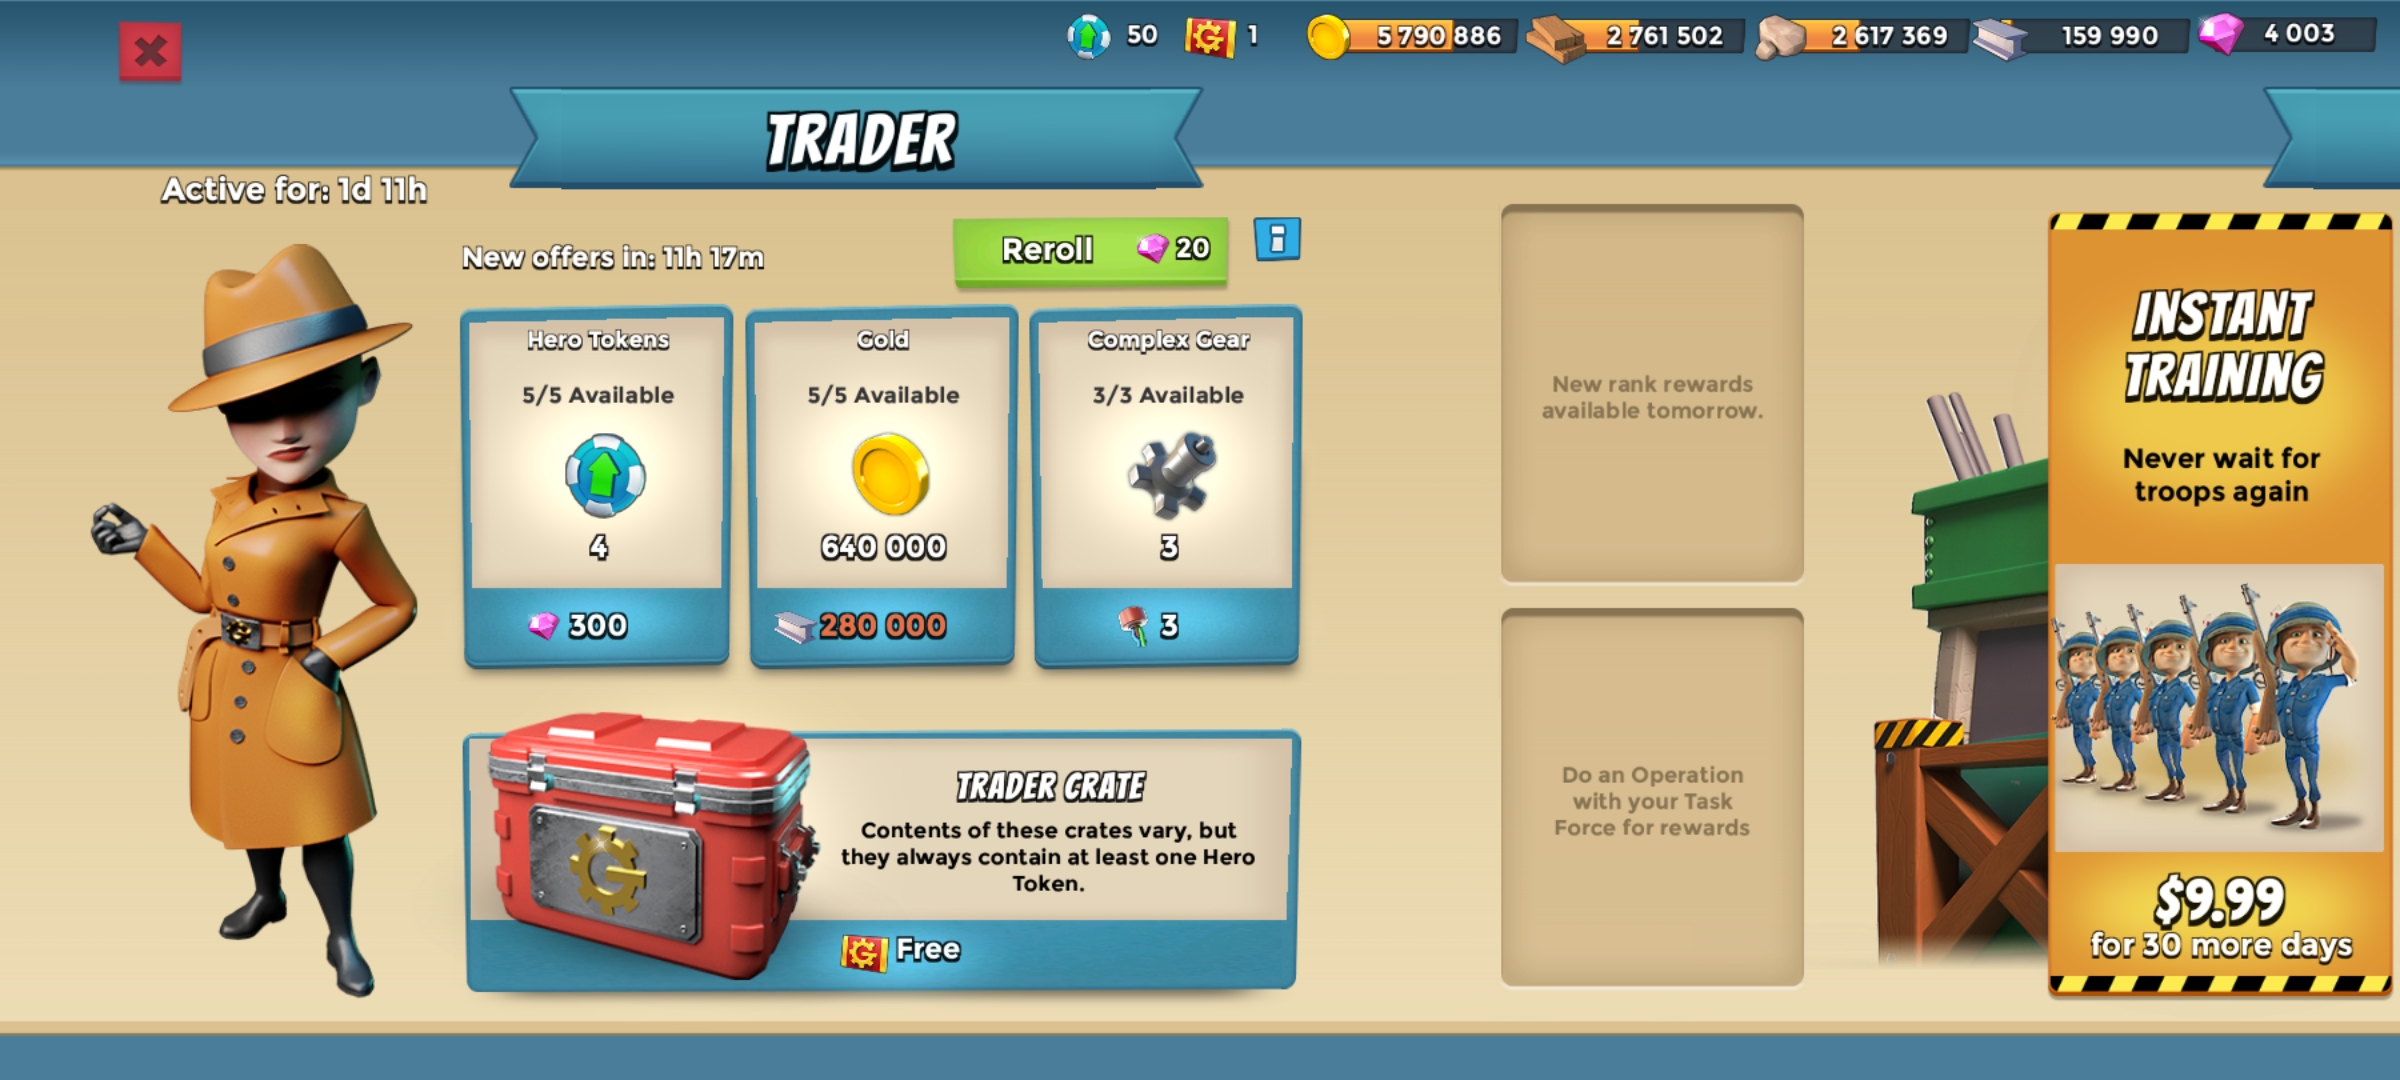 50
1
5 790 886
2 761 502
2 617 369
159 990
4 003
TRADER
Active for: 1d 11h
New offers in: 11h 17m
Reroll 20
i
Hero Tokens
5/5 Available
4
300
Gold
5/5 Available
640 000
280 000
Complex Gear
3/3 Available
3
3
TRADER CRATE
Contents of these crates vary, but
they always contain at least one Hero
Token.
Free
New rank rewards
available tomorrow.
Do an Operation
with your Task
Force for rewards
INSTANT
TRAINING
Never wait for
troops again
$9.99
for 30 more days